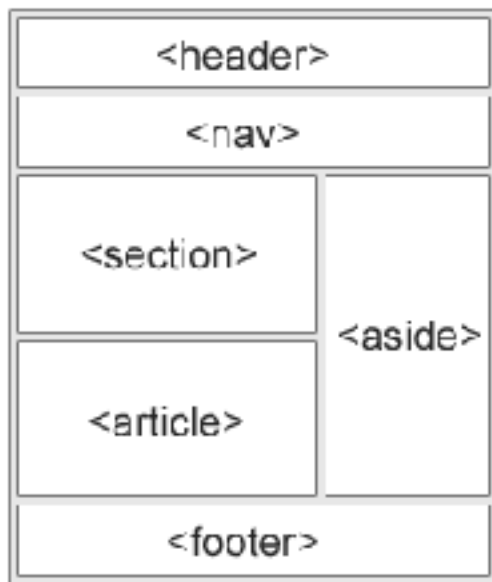 <header>
<nav>
<section>
<aside>
<article>
<footer>